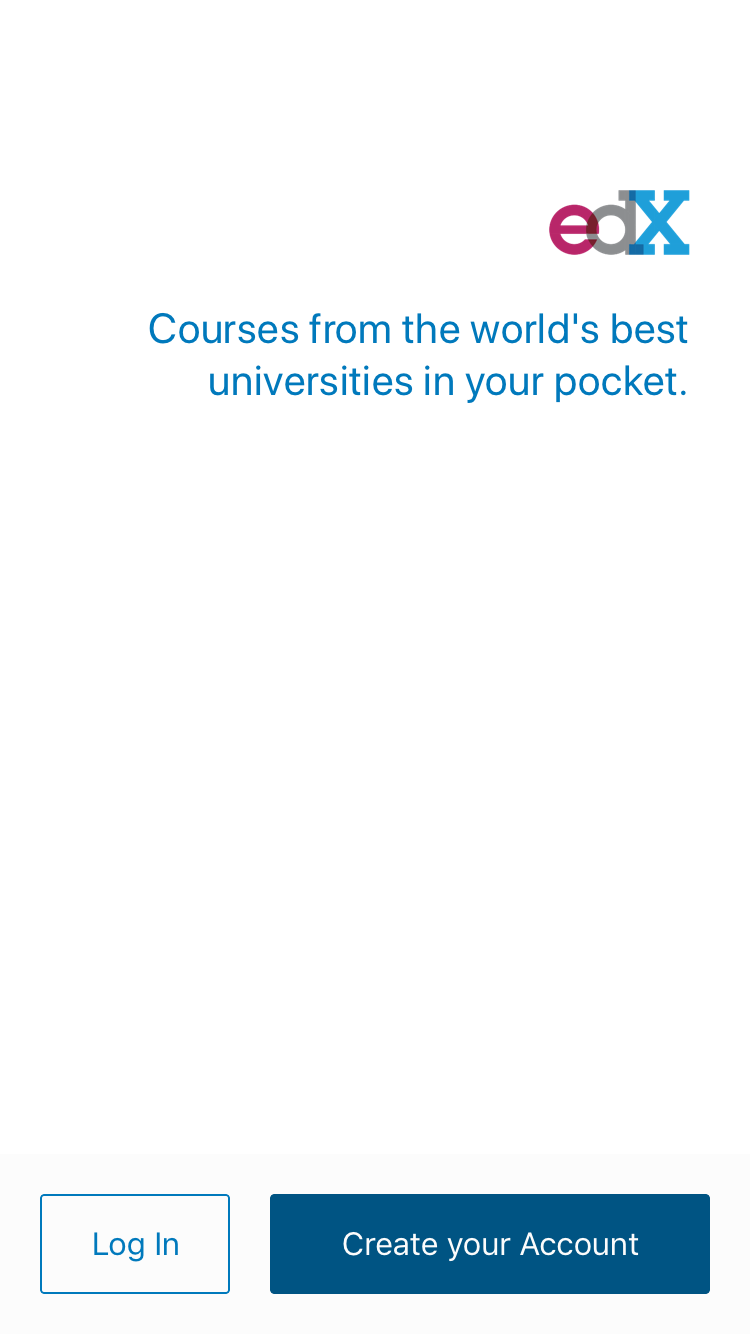 edX
Courses from the world's best
universities in your pocket.
Log In
Create your Account